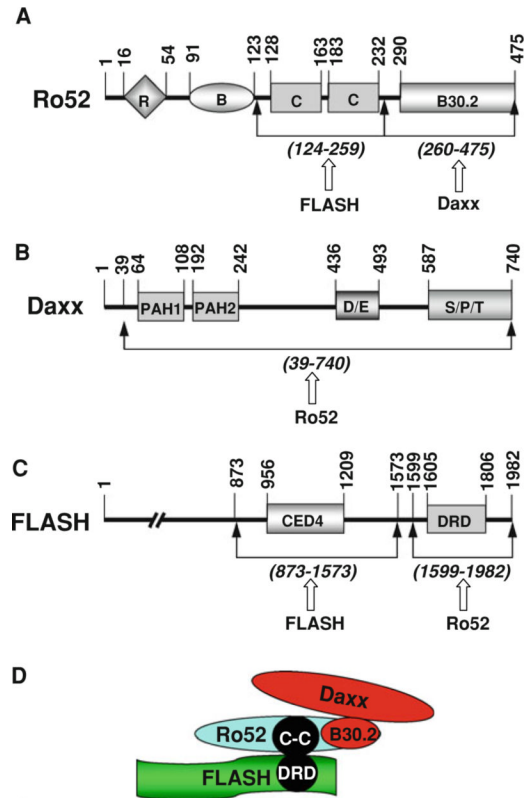 A
1 16 54 91 123 128 163 183 232 290 475
Ro52 R B C C B30.2
(124-259) (260-475)
FLASH Daxx
B
1 39 64 108 192 242 436 493 587 740
Daxx PAH1 PAH2 D/E S/P/T
(39-740)
Ro52
C
1 873 956 1209 1573 1599 1605 1806 1982
FLASH CED4 DRD
(873-1573) (1599-1982)
FLASH Ro52
D
Daxx
Ro52 C-C B30.2
FLASH DRD